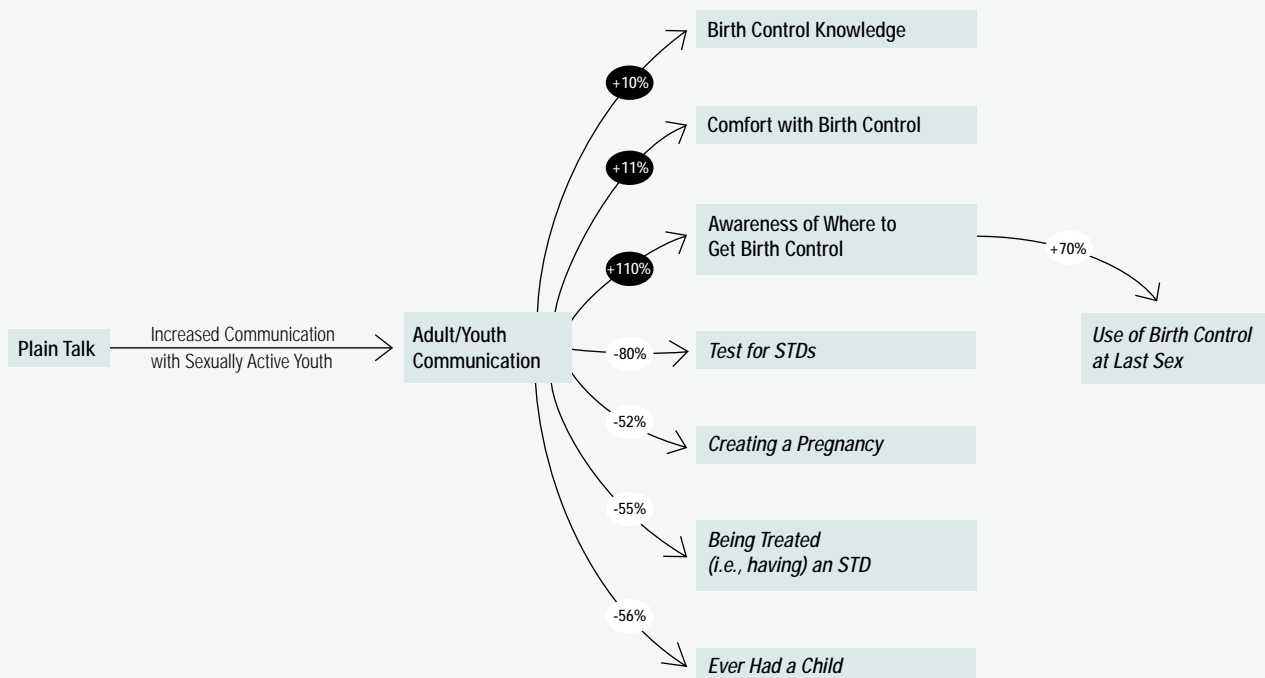 Birth Control Knowledge
+10%
Comfort with Birth Control
+11%
Awareness of Where to
Get Birth Control
+110%
+70%
Plain Talk
Increased Communication
with Sexually Active Youth
Adult/Youth
Communication
Use of Birth Control
at Last Sex
-80%
Test for STDs
-52%
Creating a Pregnancy
-55%
Being Treated
(i.e., having) an STD
-56%
Ever Had a Child